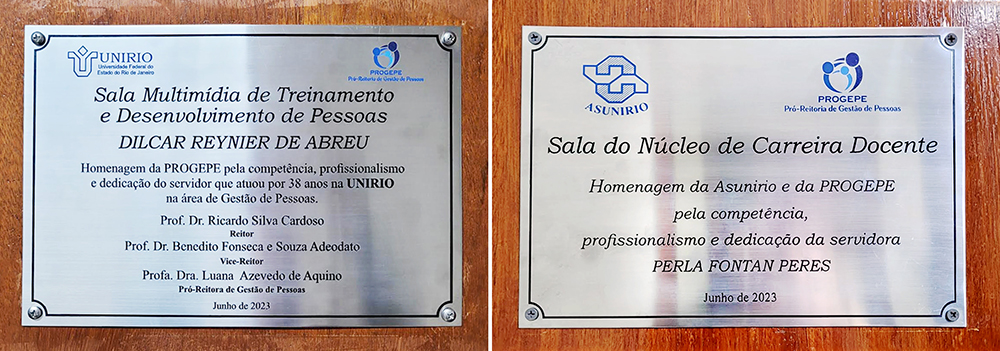 UNIRIO
Universidade Federal do
Estado do Rio de Janeiro
PROGEPE
Pró-Reitoria de Gestão de Pessoas
Sala Multimídia de Treinamento
e Desenvolvimento de Pessoas
DILCAR REYNIER DE ABREU
Homenagem da PROGEPE pela competência, profissionalismo
e dedicação do servidor que atuou por 38 anos na UNIRIO
na área de Gestão de Pessoas.
Prof. Dr. Ricardo Silva Cardoso
Reitor
Prof. Dr. Benedito Fonseca e Souza Adeodato
Vice-Reitor
Profa. Dra. Luana Azevedo de Aquino
Pró-Reitora de Gestão de Pessoas
Junho de 2023
ASUNIRIO
PROGEPE
Pró-Reitoria de Gestão de Pessoas
Sala do Núcleo de Carreira Docente
Homenagem da Asunirio e da PROGEPE
pela competência,
profissionalismo e dedicação da servidora
PERLA FONTAN PERES
Junho de 2023